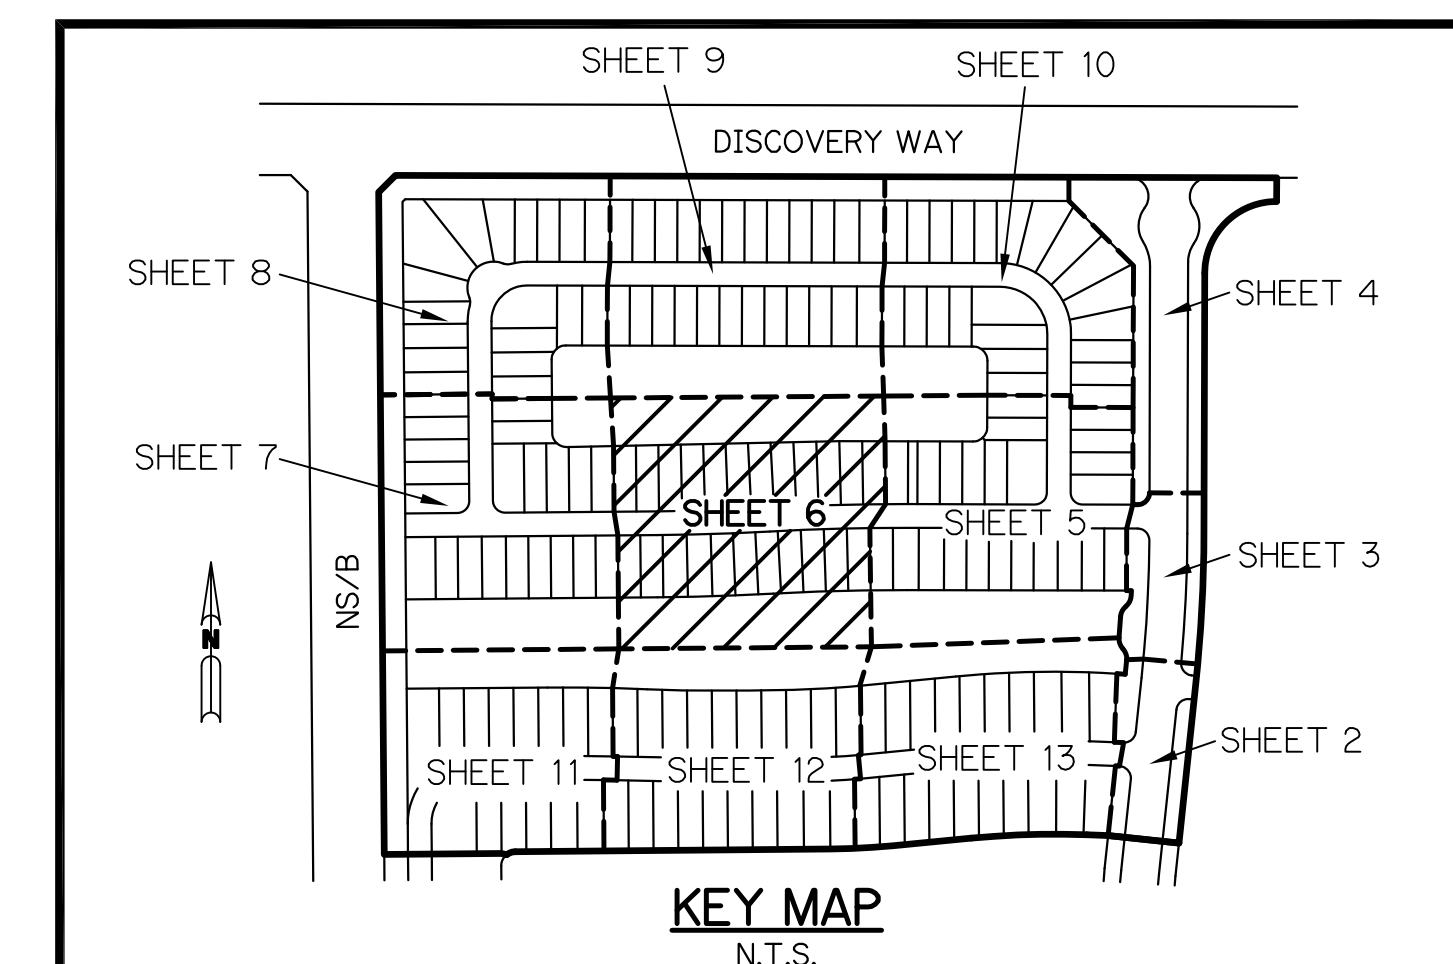 SHEET 9
SHEET 10
DISCOVERY WAY
SHEET 8
SHEET 4
SHEET 7
SHEET 6
SHEET 5
SHEET 3
NS/B
N
SHEET 2
SHEET 11
SHEET 12
SHEET 13
KEY MAP
N.T.S.